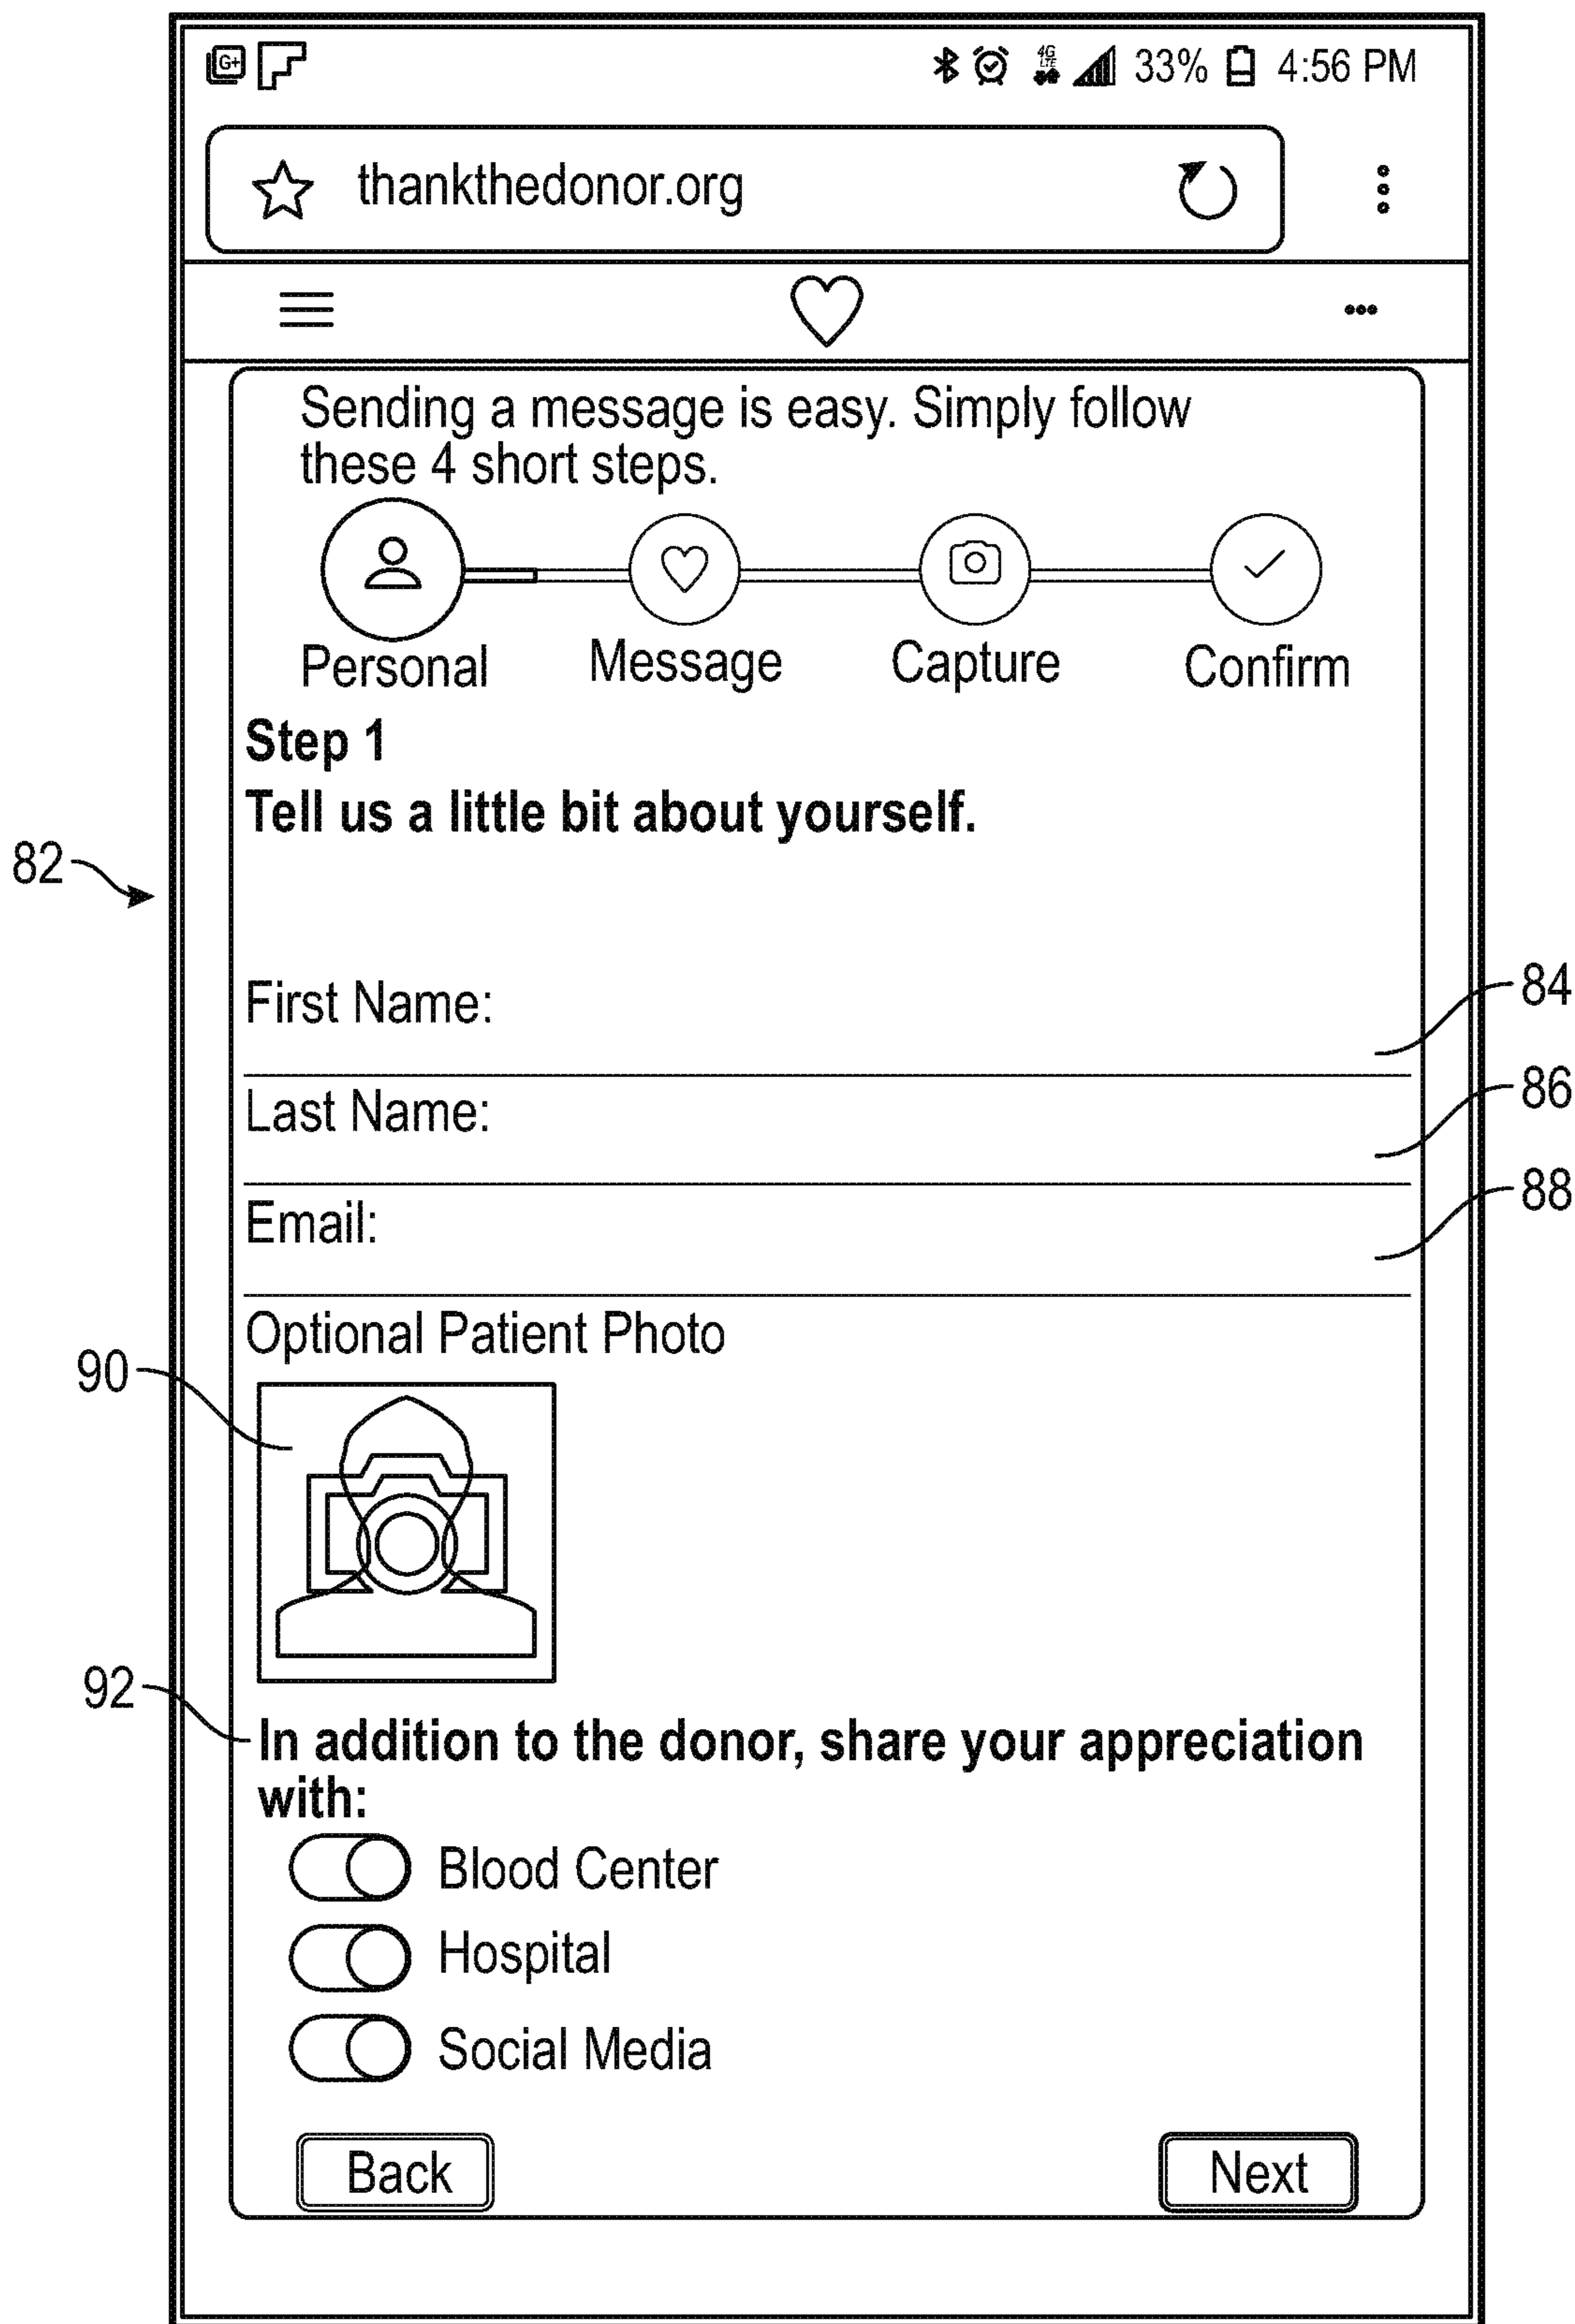 G+
4G
LTE
33%
4:56 PM
thankthedonor.org
Sending a message is easy. Simply follow
these 4 short steps.
Personal
Message
Capture
Confirm
Step 1
Tell us a little bit about yourself.
82
First Name:
84
Last Name:
86
Email:
88
Optional Patient Photo
90
92
In addition to the donor, share your appreciation
with:
Blood Center
Hospital
Social Media
Back
Next